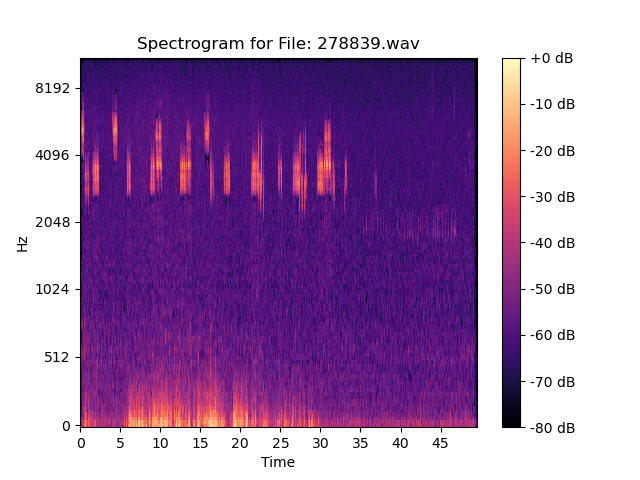 Spectrogram for File: 278839.wav
8192
4096
2048
1024
512
0
Hz
0 5 10 15 20 25 30 35 40 45
Time
+0 dB
-10 dB
-20 dB
-30 dB
-40 dB
-50 dB
-60 dB
-70 dB
-80 dB